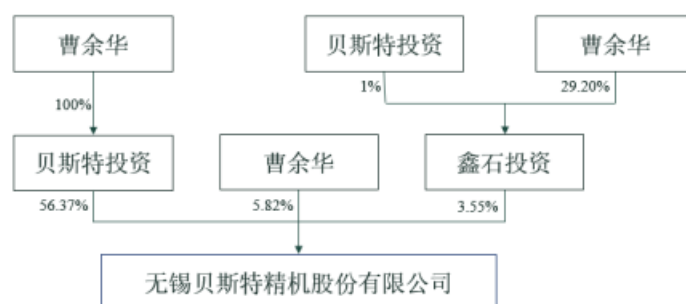 曹余华
贝斯特投资
曹余华
100%
1%
29.20%
贝斯特投资
曹余华
鑫石投资
56.37%
5.82%
3.55%
无锡贝斯特精机股份有限公司